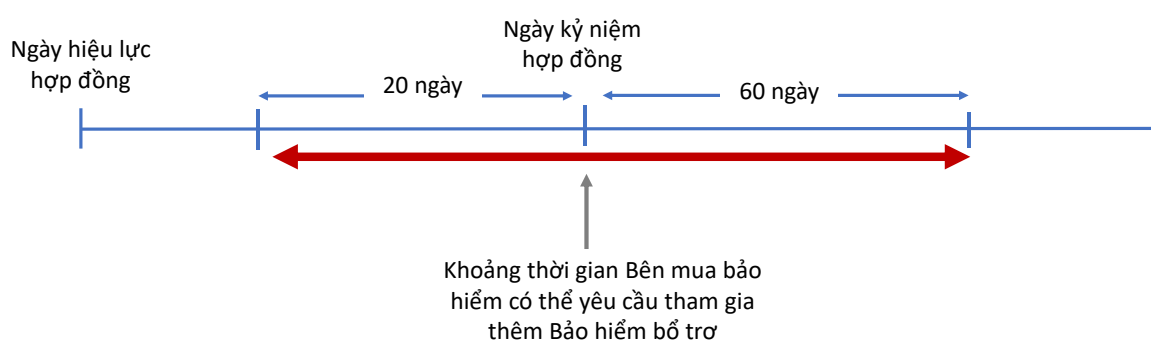 Ngày hiệu lực
hợp đồng
Ngày kỷ niệm
hợp đồng
20 ngày
60 ngày
Khoảng thời gian Bên mua bảo
hiểm có thể yêu cầu tham gia
thêm Bảo hiểm bổ trơ